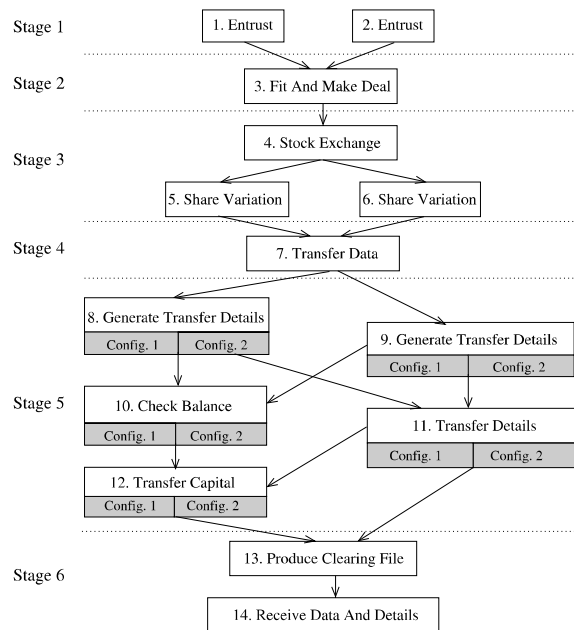 Stage 1
1. Entrust
2. Entrust
Stage 2
3. Fit And Make Deal
Stage 3
4. Stock Exchange
5. Share Variation
6. Share Variation
Stage 4
7. Transfer Data
Stage 5
8. Generate Transfer Details
Config. 1
Config. 2
9. Generate Transfer Details
Config. 1
Config. 2
10. Check Balance
Config. 1
Config. 2
11. Transfer Details
Config. 1
Config. 2
12. Transfer Capital
Config. 1
Config. 2
Stage 6
13. Produce Clearing File
14. Receive Data And Details